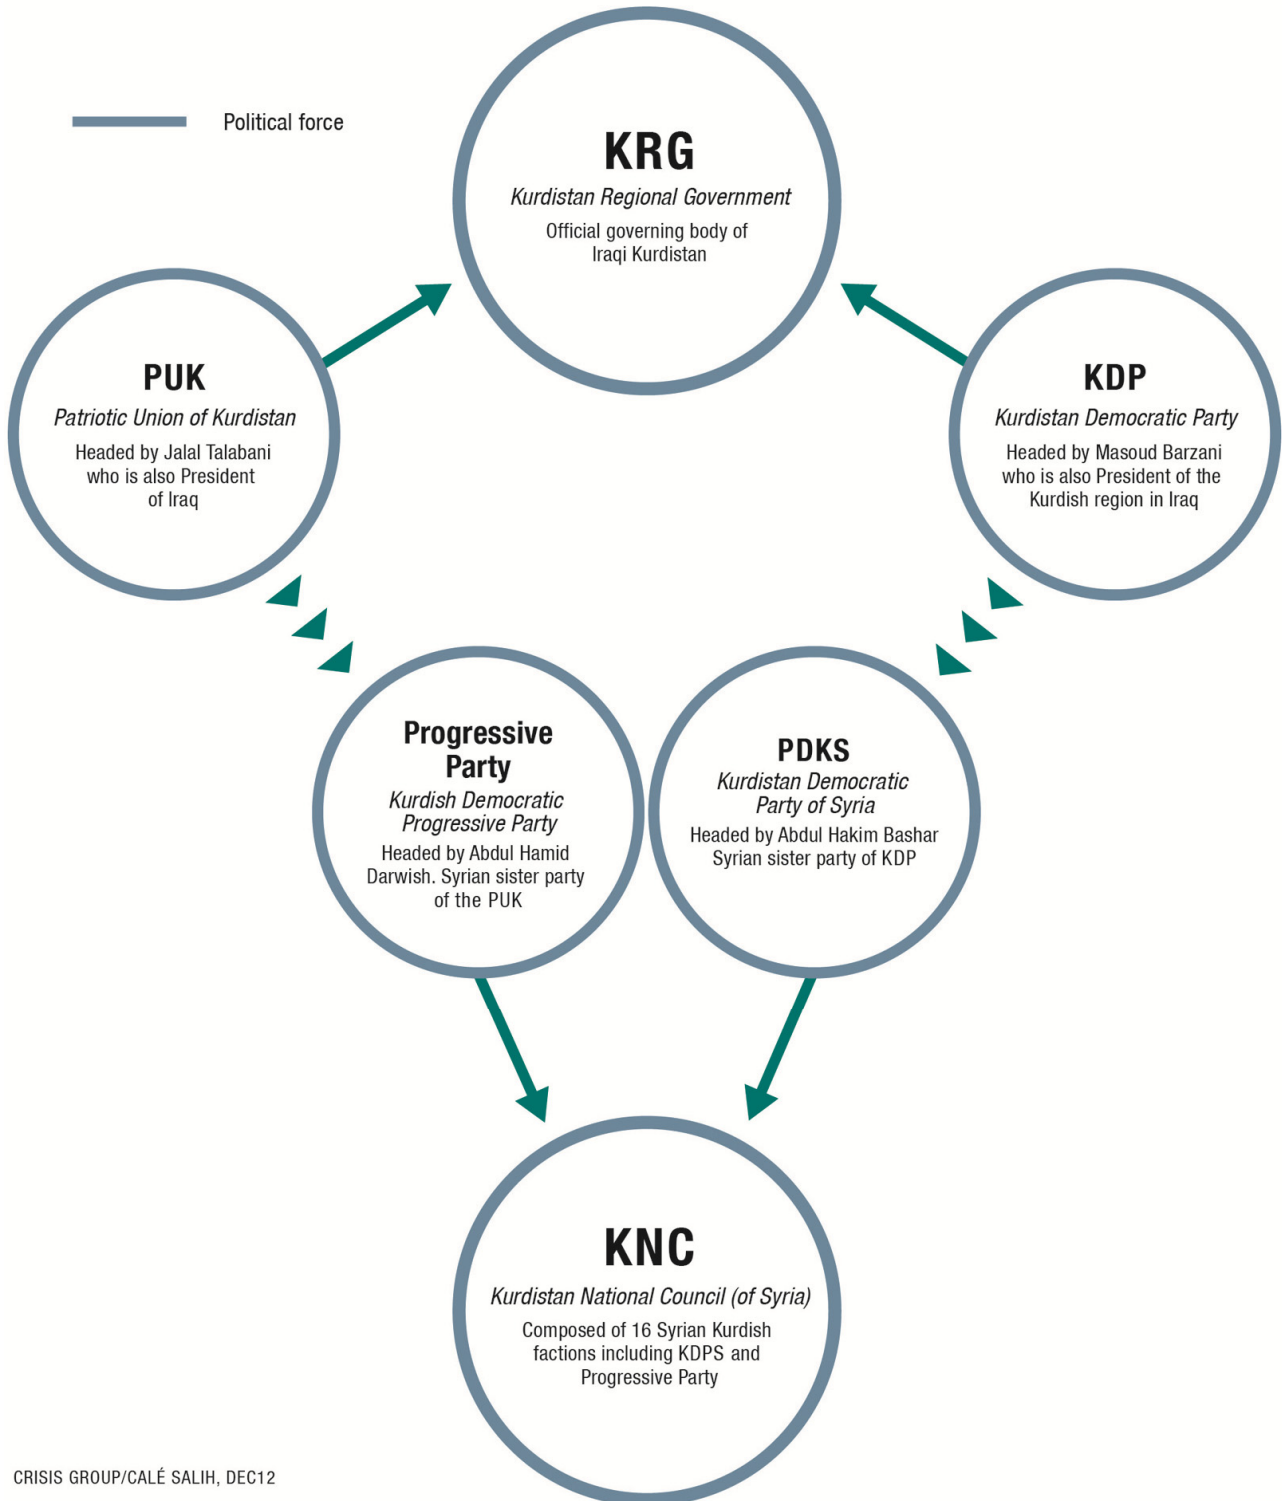 Political force
KRG
Kurdistan Regional Government
Official governing body of
Iraqi Kurdistan
PUK
Patriotic Union of Kurdistan
Headed by Jalal Talabani
who is also President
of Iraq
KDP
Kurdistan Democratic Party
Headed by Masoud Barzani
who is also President of the
Kurdish region in Iraq
Progressive
Party
Kurdish Democratic
Progressive Party
Headed by Abdul Hamid
Darwish. Syrian sister party
of the PUK
PDKS
Kurdistan Democratic
Party of Syria
Headed by Abdul Hakim Bashar
Syrian sister party of KDP
KNC
Kurdistan National Council (of Syria)
Composed of 16 Syrian Kurdish
factions including KDPS and
Progressive Party
CRISIS GROUP/CALÉ SALIH, DEC12